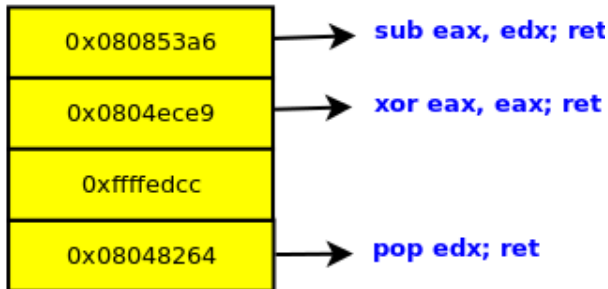 0x080853a6 sub eax, edx; ret
0x0804ece9 xor eax, eax; ret
0xffffedcc
0x08048264 pop edx; ret